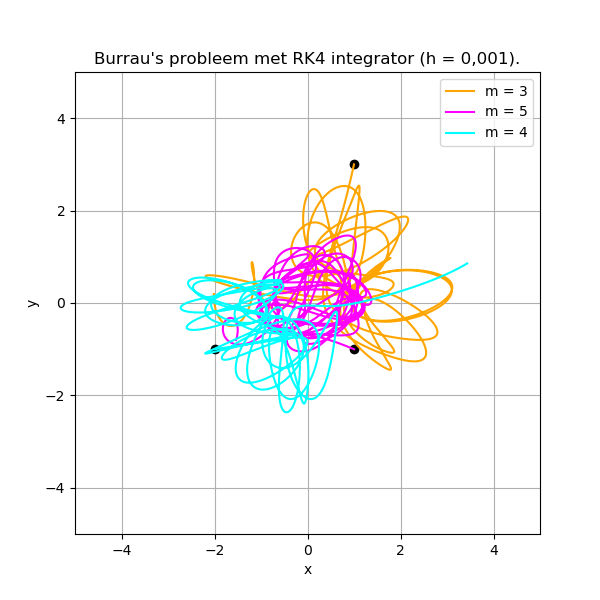 Burrau's probleem met RK4 integrator (h = 0,001).
m = 3
m = 5
m = 4
4
2
0
−2
−4
y
−4 −2 0 2 4
x